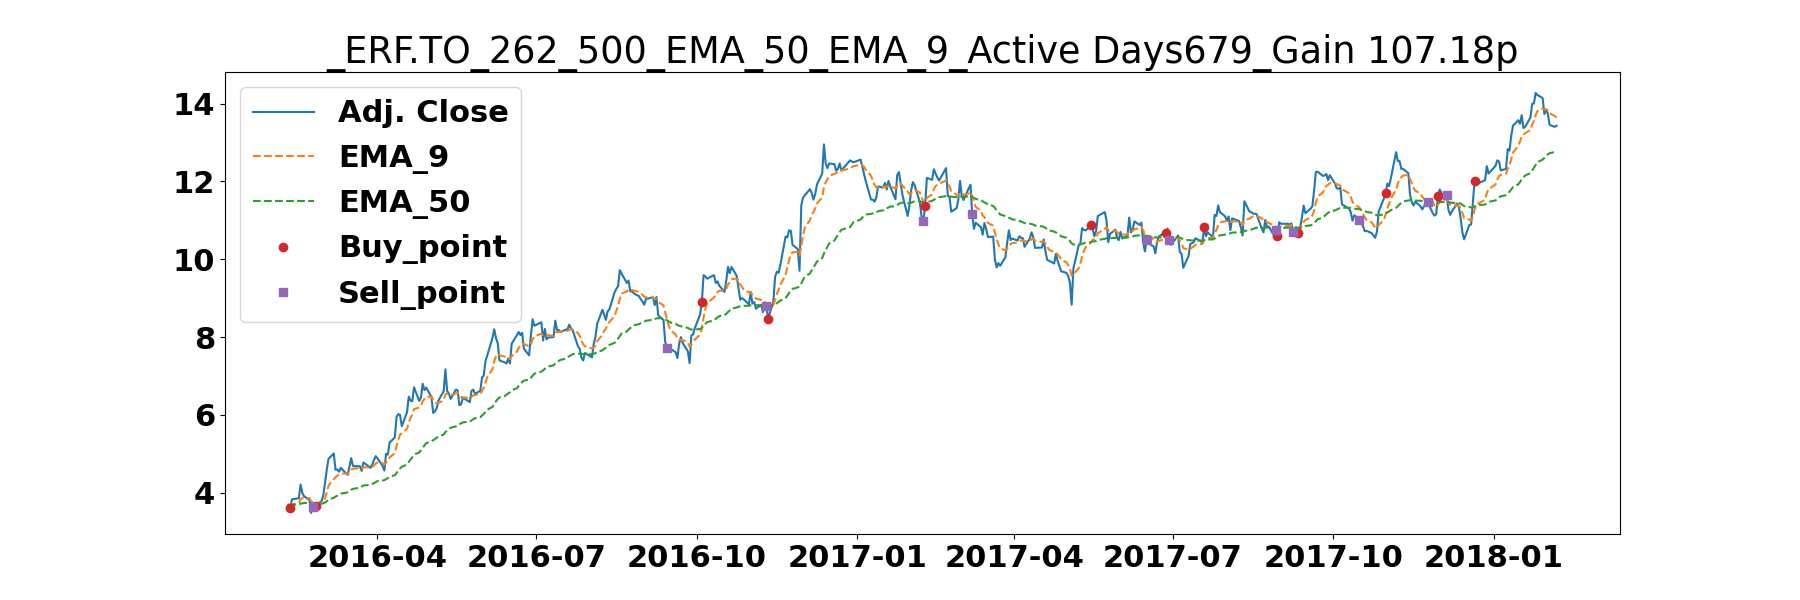 _ERF.TO_262_500_EMA_50_EMA_9_Active Days679_Gain 107.18p
14
12
10
8
6
4
Adj. Close
EMA_9
EMA_50
Buy_point
Sell_point
2016-04 2016-07 2016-10 2017-01 2017-04 2017-07 2017-10 2018-01